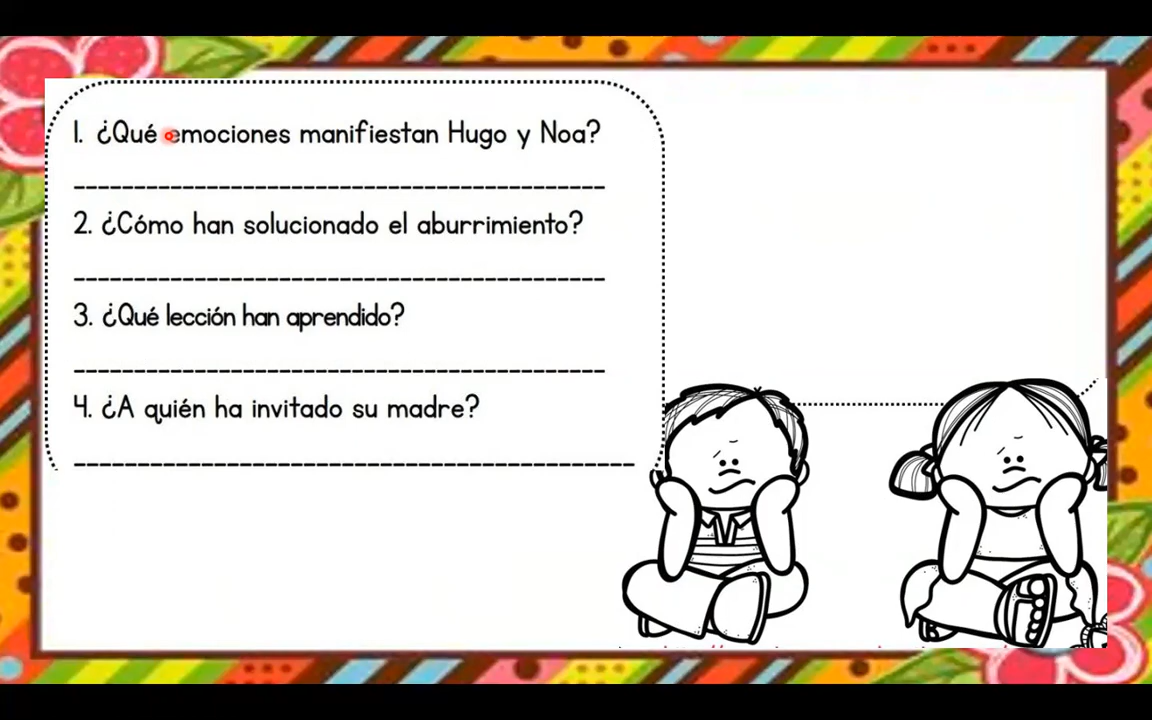 1. ¿Qué emociones manifiestan Hugo y Noa?
2. ¿Cómo han solucionado el aburrimiento?
3. ¿Qué lección han aprendido?
4. ¿A quién ha invitado su madre?